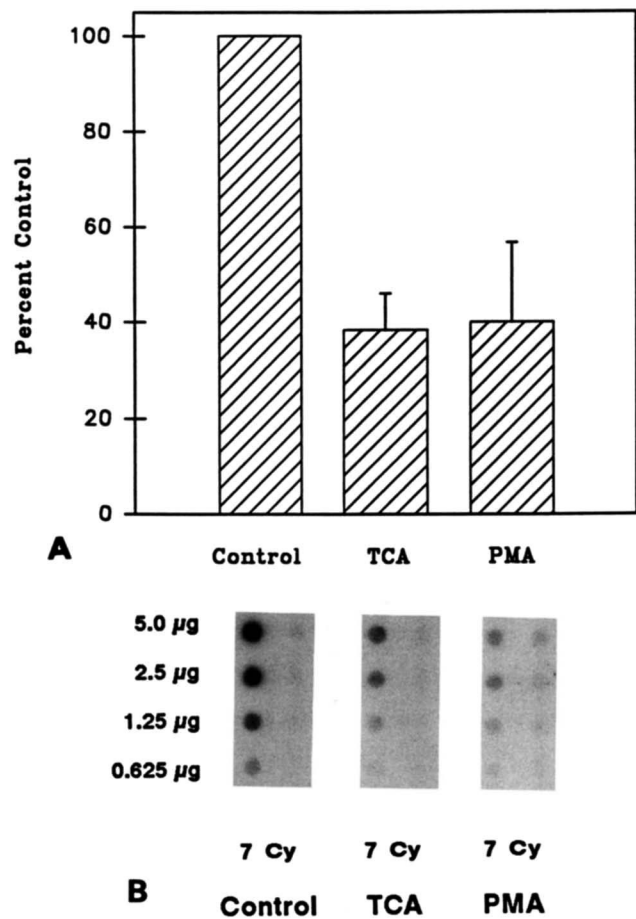 100
80
60
40
20
0
Percent Control
A
Control TCA PMA
5.0 µg
2.5 µg
1.25 µg
0.625 µg
7 Cy 7 Cy 7 Cy
B
Control TCA PMA